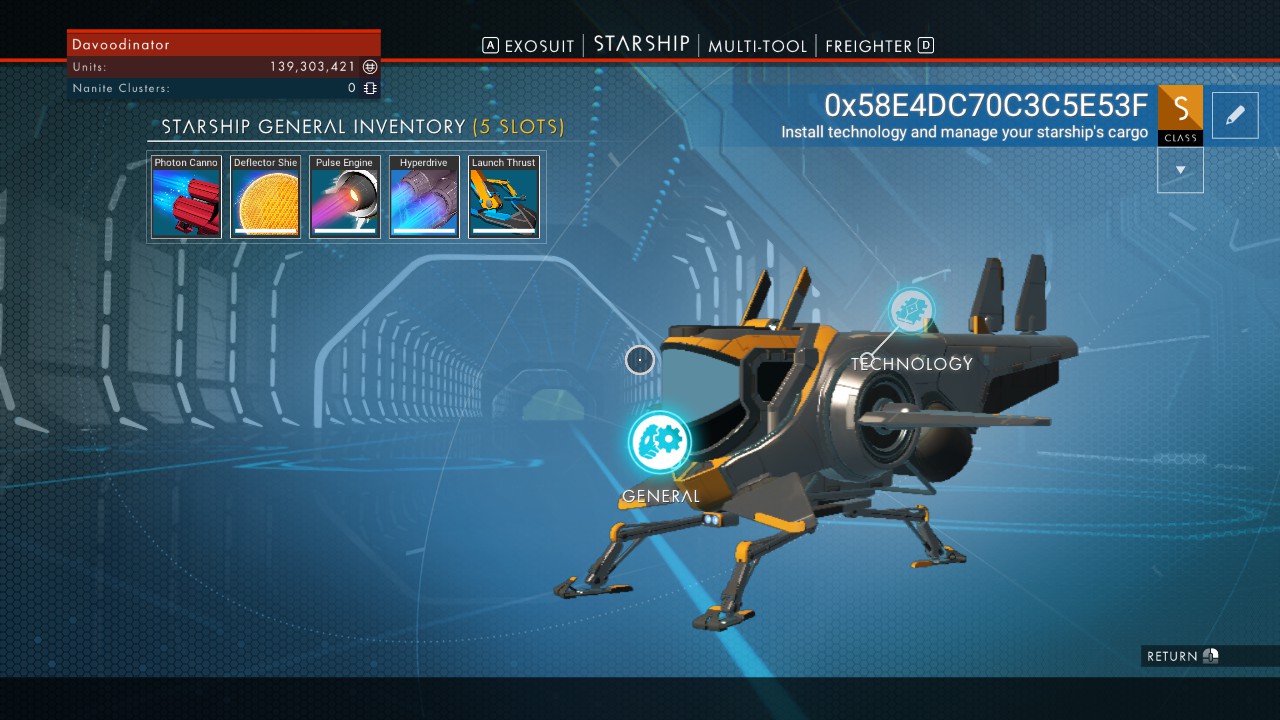 Davoodinator
Units: 139,303,421
Nanite Clusters: 0
A EXOSUIT STARSHIP MULTI-TOOL FREIGHTER D
0x58E4DC70C3C5E53F
Install technology and manage your starship's cargo
S
CLASS
STARSHIP GENERAL INVENTORY (5 SLOTS)
Photon Canno Deflector Shie Pulse Engine Hyperdrive Launch Thrust
TECHNOLOGY
GENERAL
RETURN